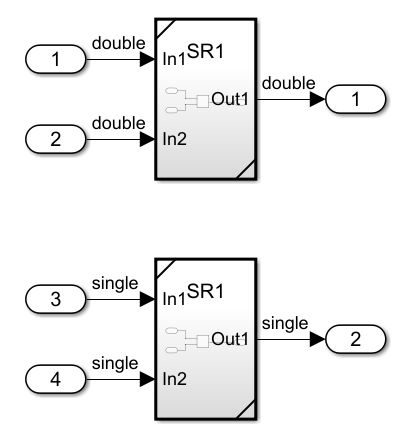 double
1
In1
SR1
double
Out1
1
double
2
In2
single
3
In1
SR1
single
Out1
2
single
4
In2